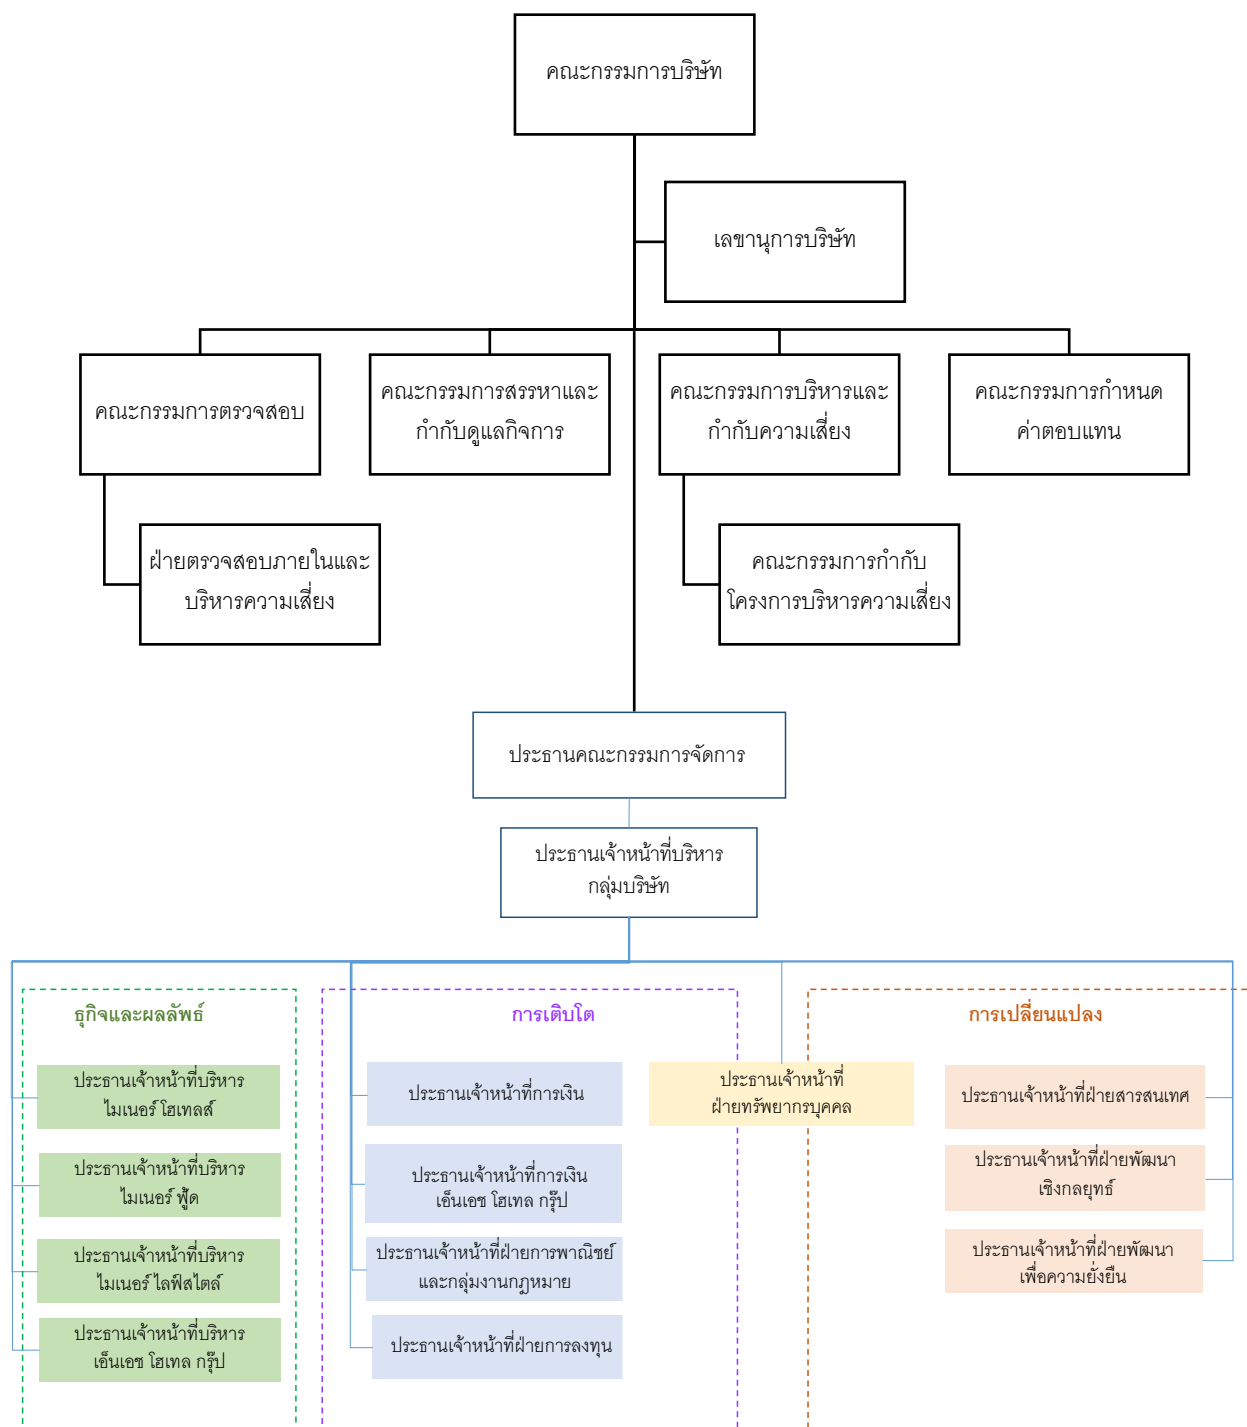 คณะกรรมการบริษัท
เลขานุการบริษัท
คณะกรรมการตรวจสอบ
คณะกรรมการสรรหาและ
กำกับดูแลกิจการ
คณะกรรมการบริหารและ
กำกับความเสี่ยง
คณะกรรมการกำหนด
ค่าตอบแทน
ฝ่ายตรวจสอบภายในและ
บริหารความเสี่ยง
คณะกรรมการกำกับ
โครงการบริหารความเสี่ยง
ประธานคณะกรรมการจัดการ
ประธานเจ้าหน้าที่บริหาร
กลุ่มบริษัท
ธุกิจและผลลัพธ์
ประธานเจ้าหน้าที่บริหาร
ไมเนอร์ โฮเทลส์
ประธานเจ้าหน้าที่บริหาร
ไมเนอร์ ฟู้ด
ประธานเจ้าหน้าที่บริหาร
ไมเนอร์ ไลฟ์สไตล์
ประธานเจ้าหน้าที่บริหาร
เอ็นเอช โฮเทล กรุ๊ป
การเติบโต
ประธานเจ้าหน้าที่การเงิน
ประธานเจ้าหน้าที่การเงิน
เอ็นเอช โฮเทล กรุ๊ป
ประธานเจ้าหน้าที่ฝ่ายการพาณิชย์
และกลุ่มงานกฎหมาย
ประธานเจ้าหน้าที่ฝ่ายการลงทุน
ประธานเจ้าหน้าที่
ฝ่ายทรัพยากรบุคคล
การเปลี่ยนแปลง
ประธานเจ้าหน้าที่ฝ่ายสารสนเทศ
ประธานเจ้าหน้าที่ฝ่ายพัฒนา
เชิงกลยุทธ์
ประธานเจ้าหน้าที่ฝ่ายพัฒนา
เพื่อความยั่งยืน